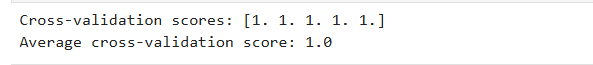 Cross-validation scores: [1. 1. 1. 1. 1.]
Average cross-validation score: 1.0